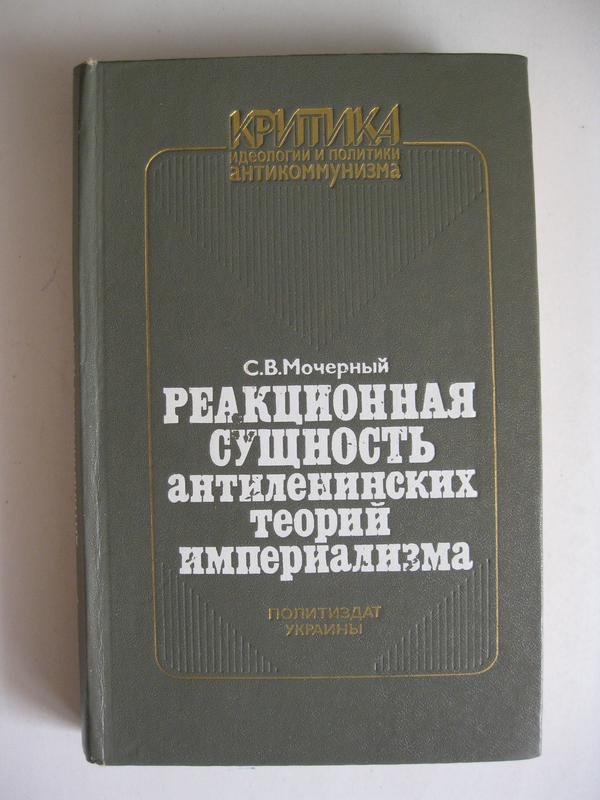 КРИТИКА
идеологии и политики
антикоммунизма
С.В.Мочерный
РЕАКЦИОННАЯ
СУЩНОСТЬ
антиленинских
теорий
империализма
ПОЛИТИЗДАТ
УКРАИНЫ